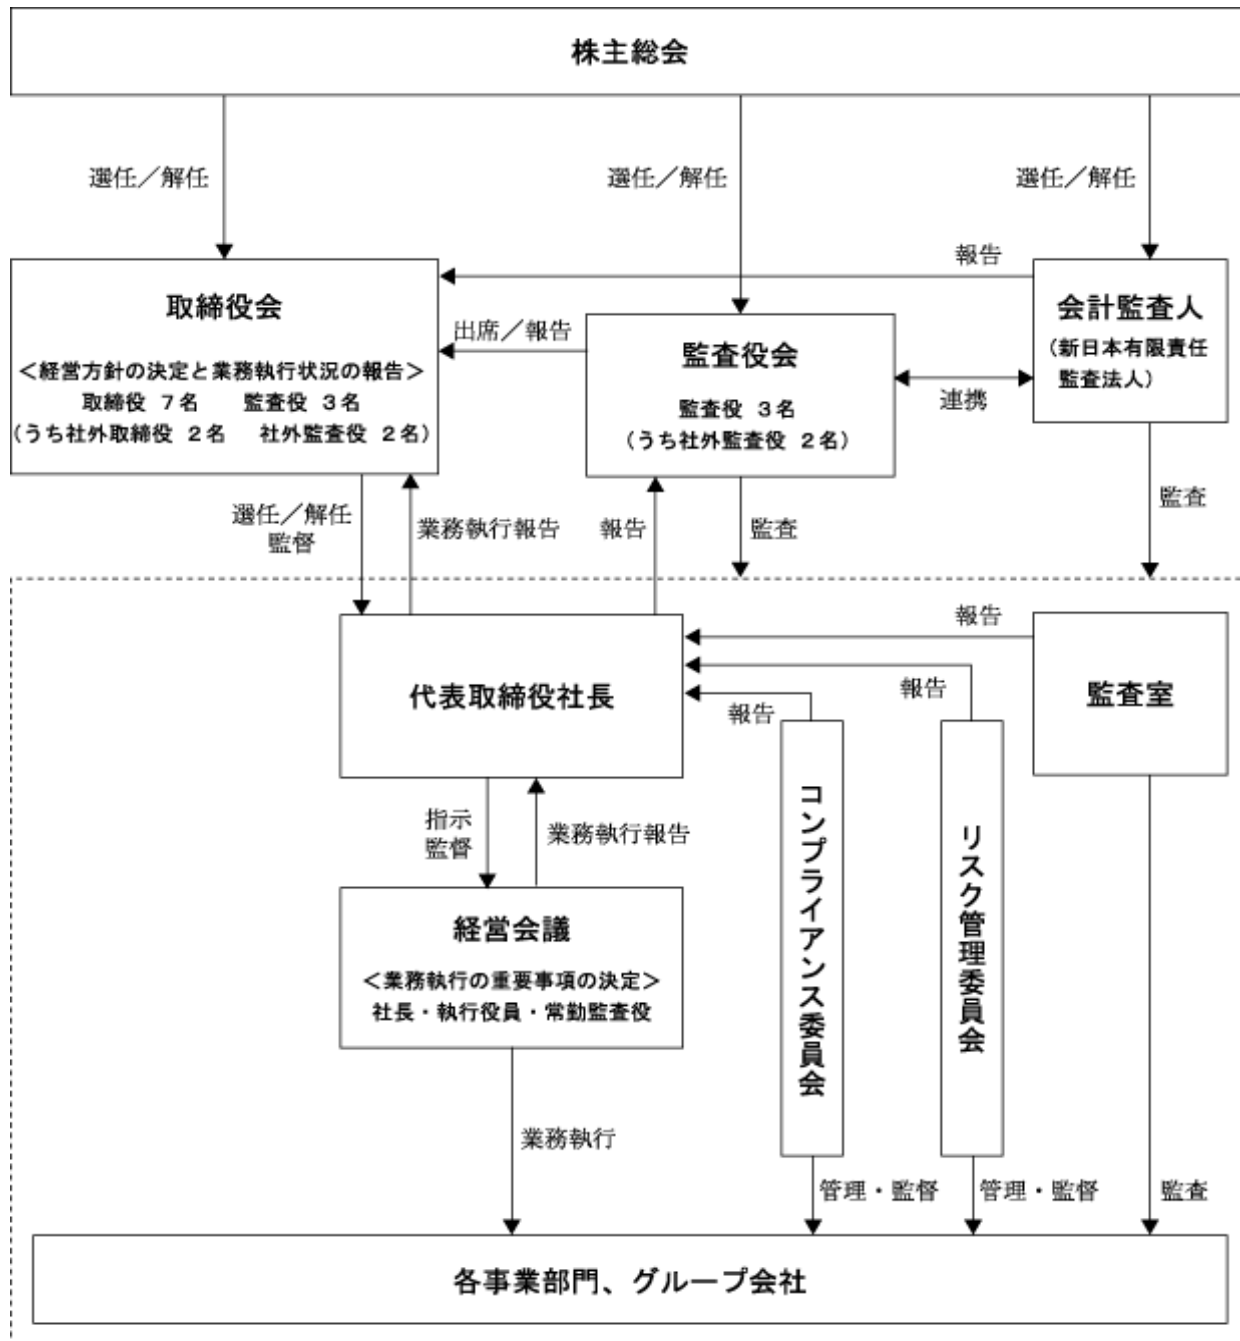 株主総会
選任／解任
選任／解任
選任／解任
取締役会
＜経営方針の決定と業務執行状況の報告＞
取締役 ７名　監査役 ３名
（うち社外取締役 ２名　社外監査役 ２名）
出席／報告
報告
監査役会
監査役 ３名
（うち社外監査役 ２名）
連携
会計監査人
（新日本有限責任
監査法人）
選任／解任
監督
業務執行報告
報告
監査
監査
代表取締役社長
報告
報告
報告
監査室
指示
監督
業務執行報告
経営会議
＜業務執行の重要事項の決定＞
社長・執行役員・常勤監査役
コンプライアンス委員会
リスク管理委員会
業務執行
管理・監督
管理・監督
監査
各事業部門、グループ会社